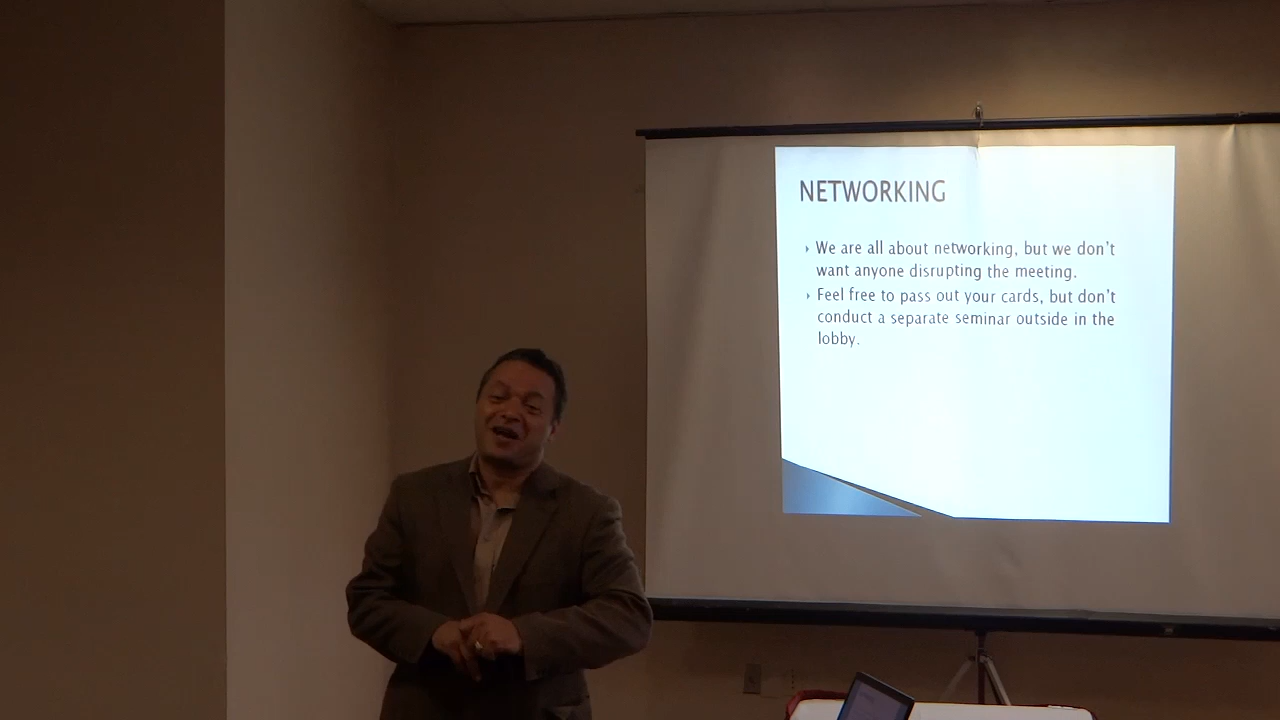 NETWORKING
We are all about networking, but we don't
want anyone disrupting the meeting.
Feel free to pass out your cards, but don't
conduct a separate seminar outside in the
lobby.